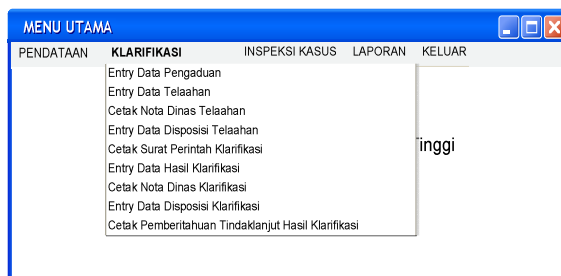 MENU UTAMA
PENDATAAN KLARIFIKASI INSPEKSI KASUS LAPORAN KELUAR
Entry Data Pengaduan
Entry Data Telaahan
Cetak Nota Dinas Telaahan
Entry Data Disposisi Telaahan
Cetak Surat Perintah Klarifikasi
Entry Data Hasil Klarifikasi
Cetak Nota Dinas Klarifikasi
Entry Data Disposisi Klarifikasi
Cetak Pemberitahuan Tindaklanjut Hasil Klarifikasi